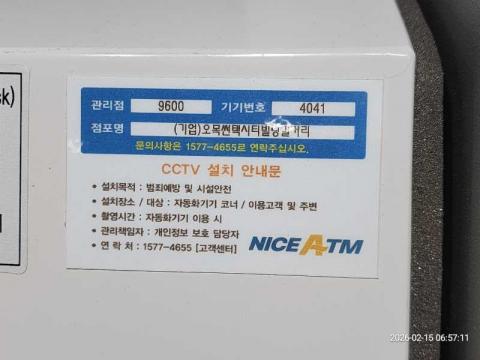 sk)
관리점 9600 기기번호 4041
점포명 (기업)오목썬택시티빌딩길거리
문의사항은 1577-4655로 연락주십시오.
CCTV 설치 안내문
• 설치목적 : 범죄예방 및 시설안전
• 설치장소 / 대상 : 자동화기기 코너 / 이용고객 및 주변
• 촬영시간 : 자동화기기 이용 시
• 관리책임자 : 개인정보 보호 담당자
• 연 락 처 : 1577-4655 [고객센터]
NICE ATM
2026-02-15 06:57:11